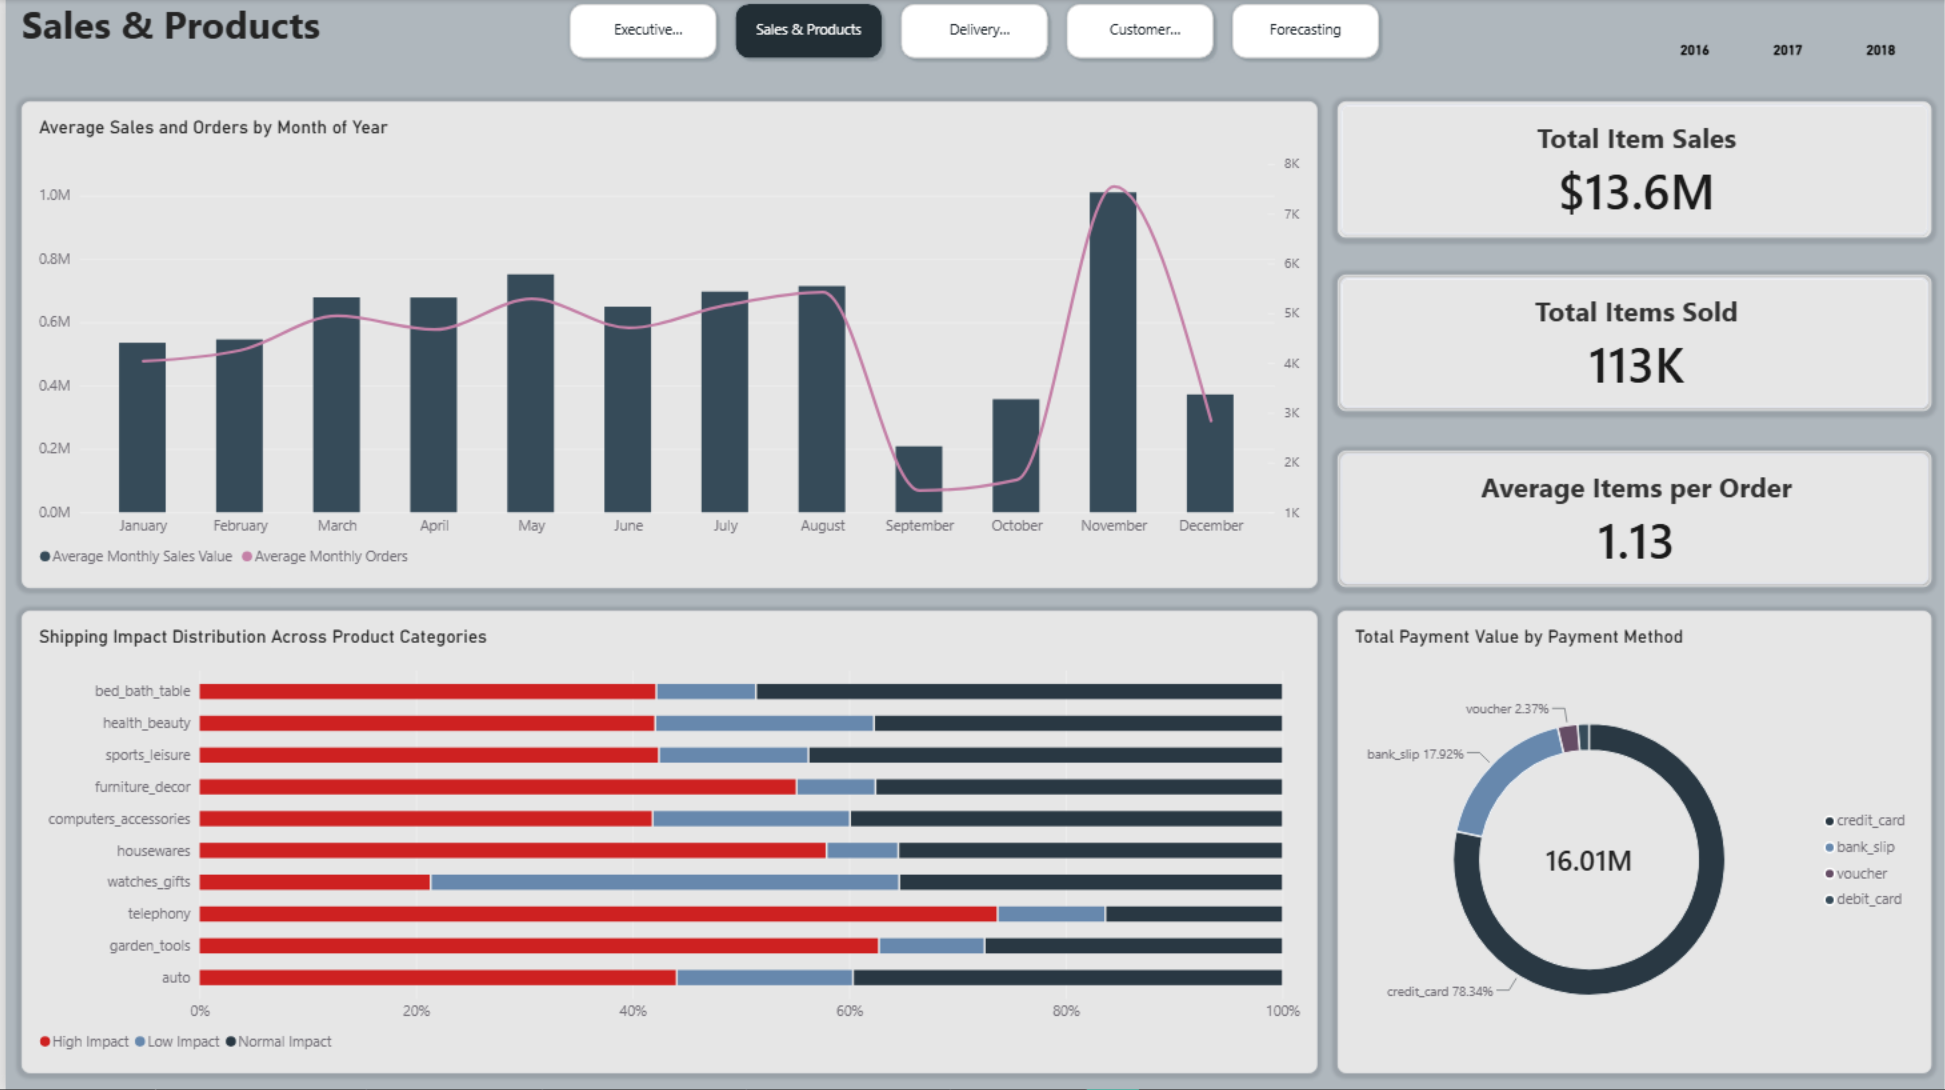 Sales & Products
Executive...
Sales & Products
Delivery...
Customer...
Forecasting
2016
2017
2018
Average Sales and Orders by Month of Year
1.0M
0.8M
0.6M
0.4M
0.2M
0.0M
8K
7K
6K
5K
4K
3K
2K
1K
January
February
March
April
May
June
July
August
September
October
November
December
Average Monthly Sales Value
Average Monthly Orders
Total Item Sales
$13.6M
Total Items Sold
113K
Average Items per Order
1.13
Shipping Impact Distribution Across Product Categories
bed_bath_table
health_beauty
sports_leisure
furniture_decor
computers_accessories
housewares
watches_gifts
telephony
garden_tools
auto
0%
20%
40%
60%
80%
100%
High Impact
Low Impact
Normal Impact
Total Payment Value by Payment Method
voucher 2.37%
bank_slip 17.92%
16.01M
credit_card 78.34%
credit_card
bank_slip
voucher
debit_card